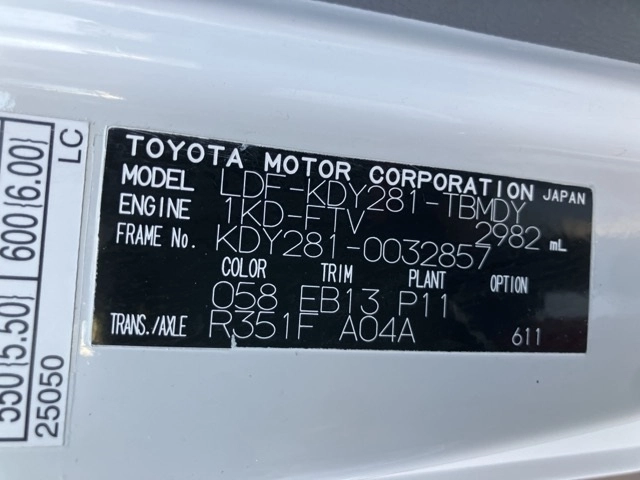 TOYOTA MOTOR CORPORATION JAPAN
MODEL LDF-KDY281-TBMDY
ENGINE 1KD-FTV 2982 mL
FRAME No. KDY281-0032857
COLOR TRIM PLANT OPTION
058 EB13 P11
TRANS./AXLE R351F A04A 611
550{5.50} 600{6.00}
25050 LC